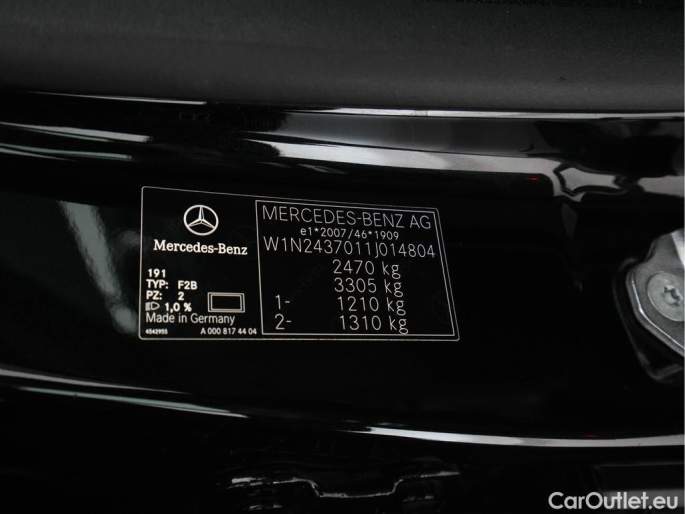 Mercedes-Benz
191
TYP: F2B
PZ: 2
1,0 %
Made in Germany
4542955 A 000 817 44 04
MERCEDES-BENZ AG
e1*2007/46*1909
W1N2437011J014804
2470 kg
3305 kg
1- 1210 kg
2- 1310 kg
CarOutlet.eu